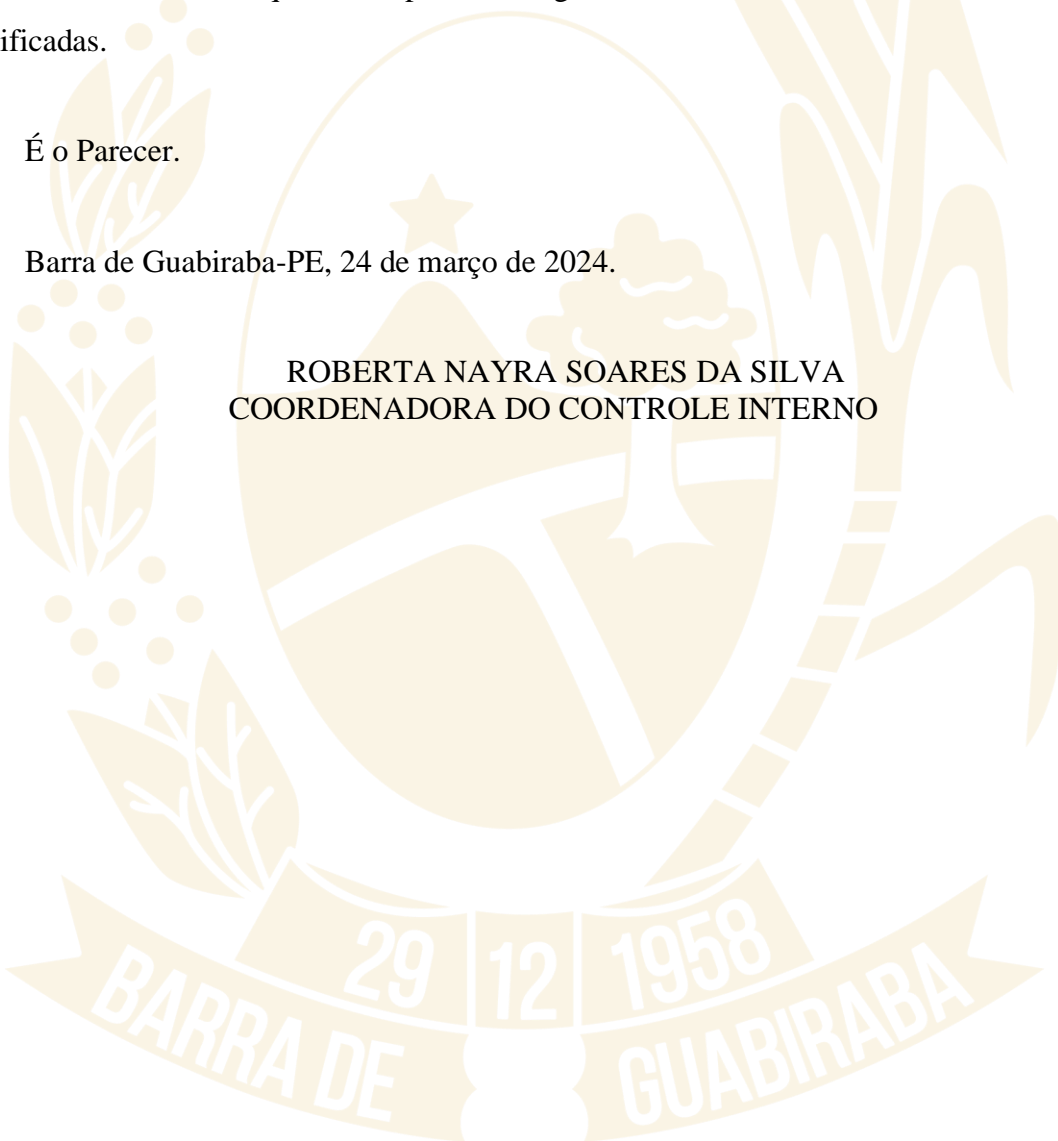 ificadas.
É o Parecer.
Barra de Guabiraba-PE, 24 de março de 2024.
ROBERTA NAYRA SOARES DA SILVA
COORDENADORA DO CONTROLE INTERNO
29 12 1958
BARRA DE GUABIRABA